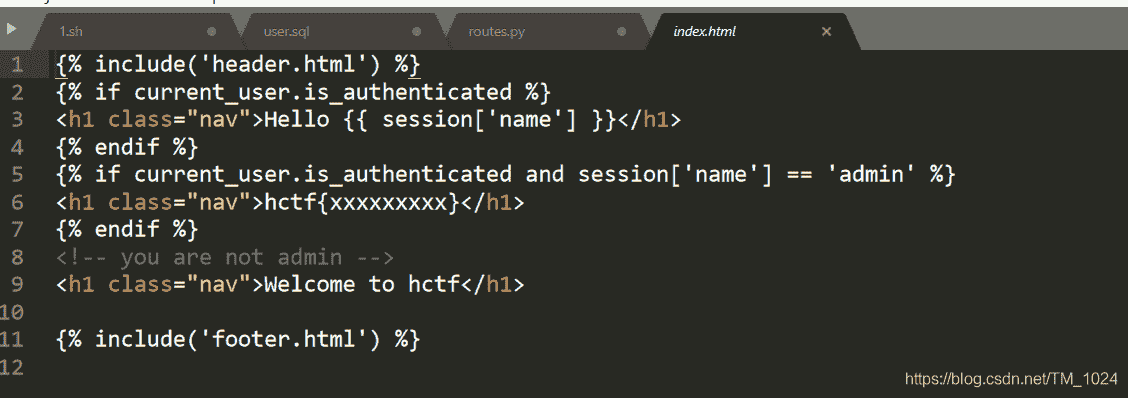 1.sh user.sql routes.py index.html ×
1 {% include('header.html') %}
2 {% if current_user.is_authenticated %}
3 <h1 class="nav">Hello {{ session['name'] }}</h1>
4 {% endif %}
5 {% if current_user.is_authenticated and session['name'] == 'admin' %}
6 <h1 class="nav">hctf{xxxxxxxxx}</h1>
7 {% endif %}
8 <!-- you are not admin -->
9 <h1 class="nav">Welcome to hctf</h1>
10
11 {% include('footer.html') %}
12
https://blog.csdn.net/TM_1024